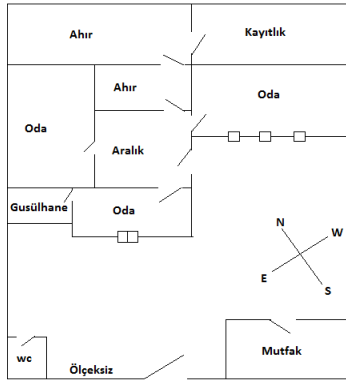 Ahır
Kayıtlık
Ahır
Oda
Oda
Aralık
Gusülhane
Oda
N
W
E
S
Mutfak
wc
Ölçeksiz